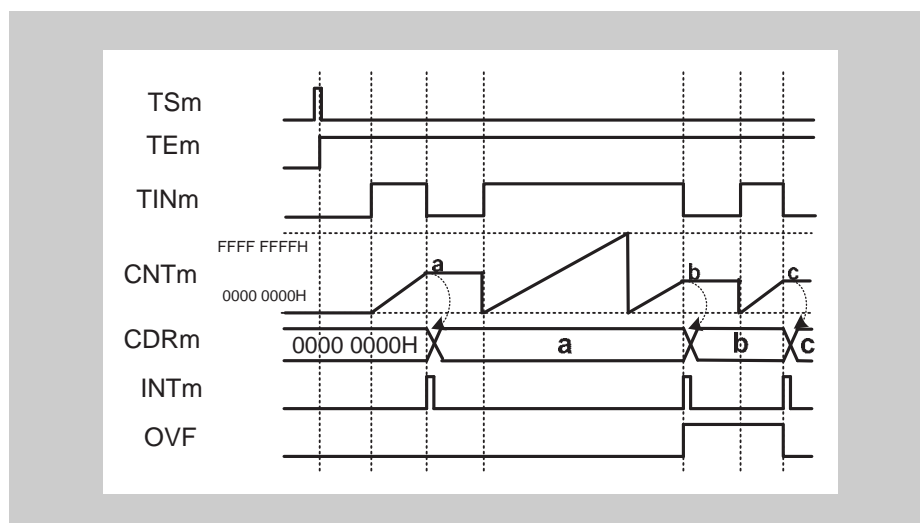 TSm
TEm
TINm
FFFF FFFFH
CNTm
a
b
c
0000 0000H
CDRm
0000 0000H
a
b
c
INTm
OVF